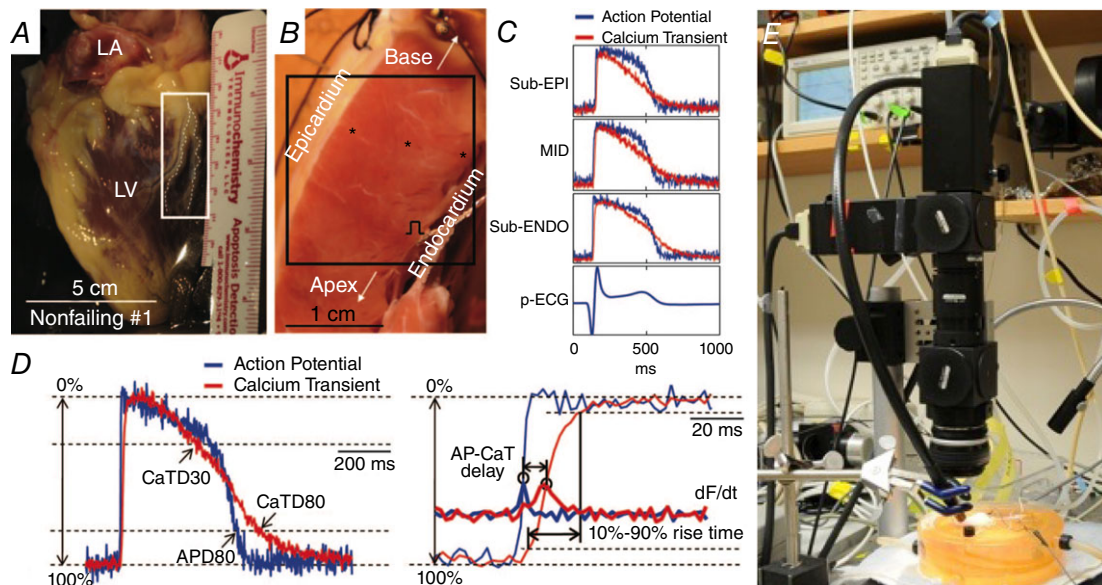 A
LA
LV
5 cm
Nonfailing #1
Immunochemistry
TECHNOLOGIES, LLC
Apoptosis Detection
B
Base
Epicardium
Endocardium
Apex
1 cm
C
Action Potential
Calcium Transient
Sub-EPI
MID
Sub-ENDO
p-ECG
0 500 1000
ms
D
Action Potential
Calcium Transient
0%
CaTD30
200 ms
CaTD80
APD80
100%
0%
20 ms
AP-CaT
delay
dF/dt
10%-90% rise time
100%
E